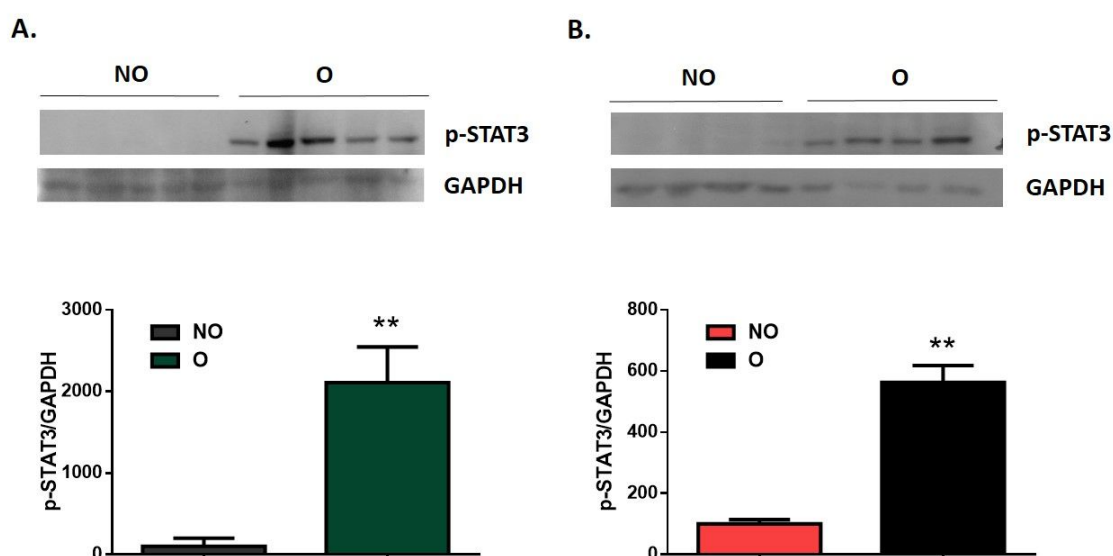 A.
NO O
p-STAT3
GAPDH
3000
2000
1000
0
p-STAT3/GAPDH
NO
O
**
B.
NO O
p-STAT3
GAPDH
800
600
400
200
0
p-STAT3/GAPDH
NO
O
**